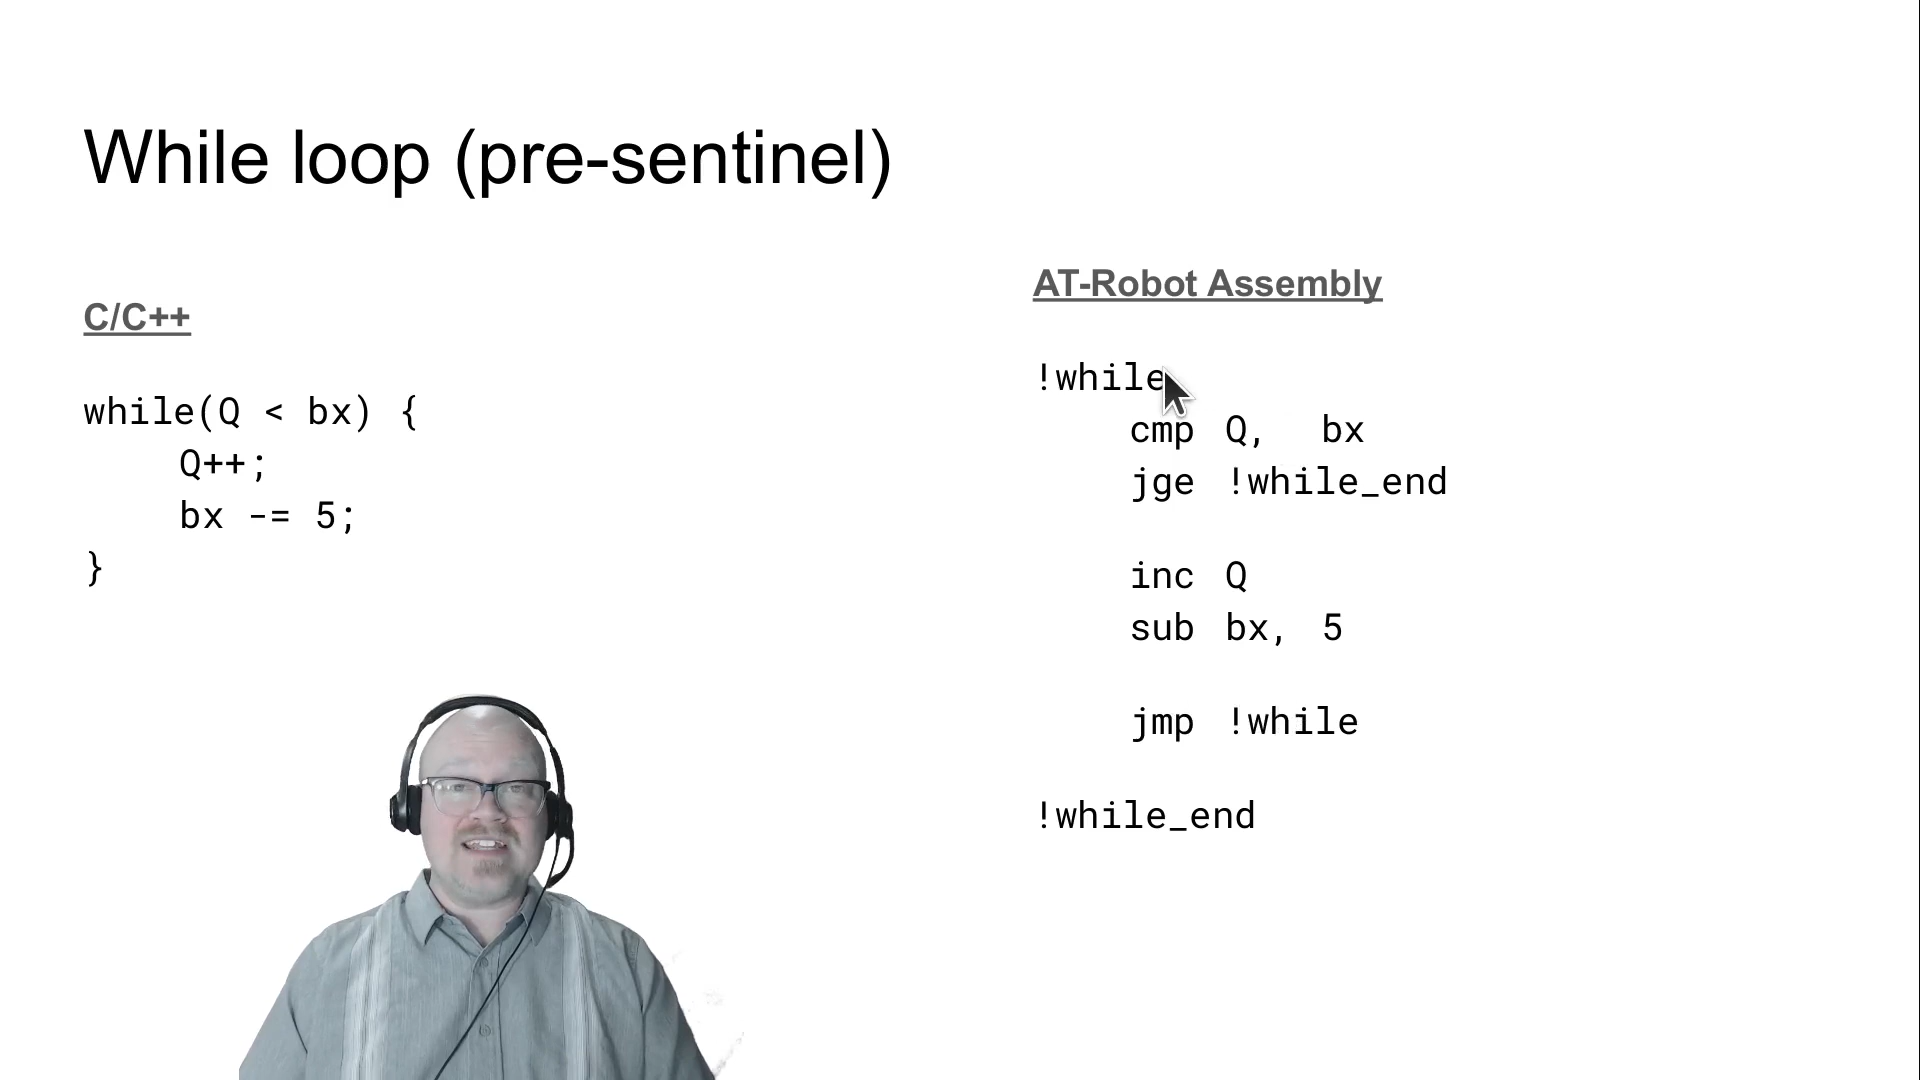 While loop (pre-sentinel)
C/C++
while(Q < bx) {
Q++;
bx -= 5;
}
AT-Robot Assembly
!while
cmp Q, bx
jge !while_end
inc Q
sub bx, 5
jmp !while
!while_end